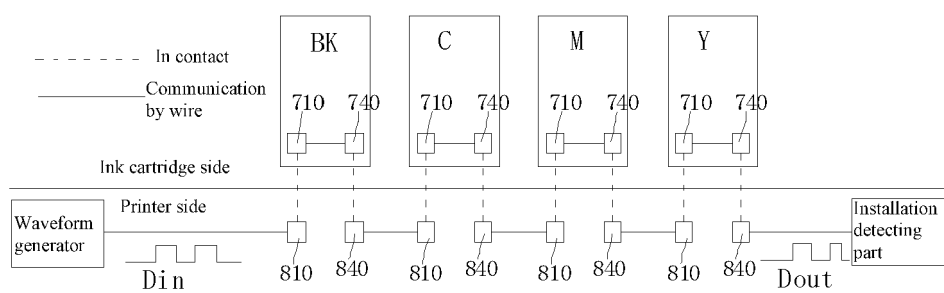 BK C M Y
In contact
Communication
by wire
710 740 710 740 710 740 710 740
Ink cartridge side
Printer side
Waveform
generator
Installation
detecting
part
810 840 810 840 810 840 810 840
Din
Dout